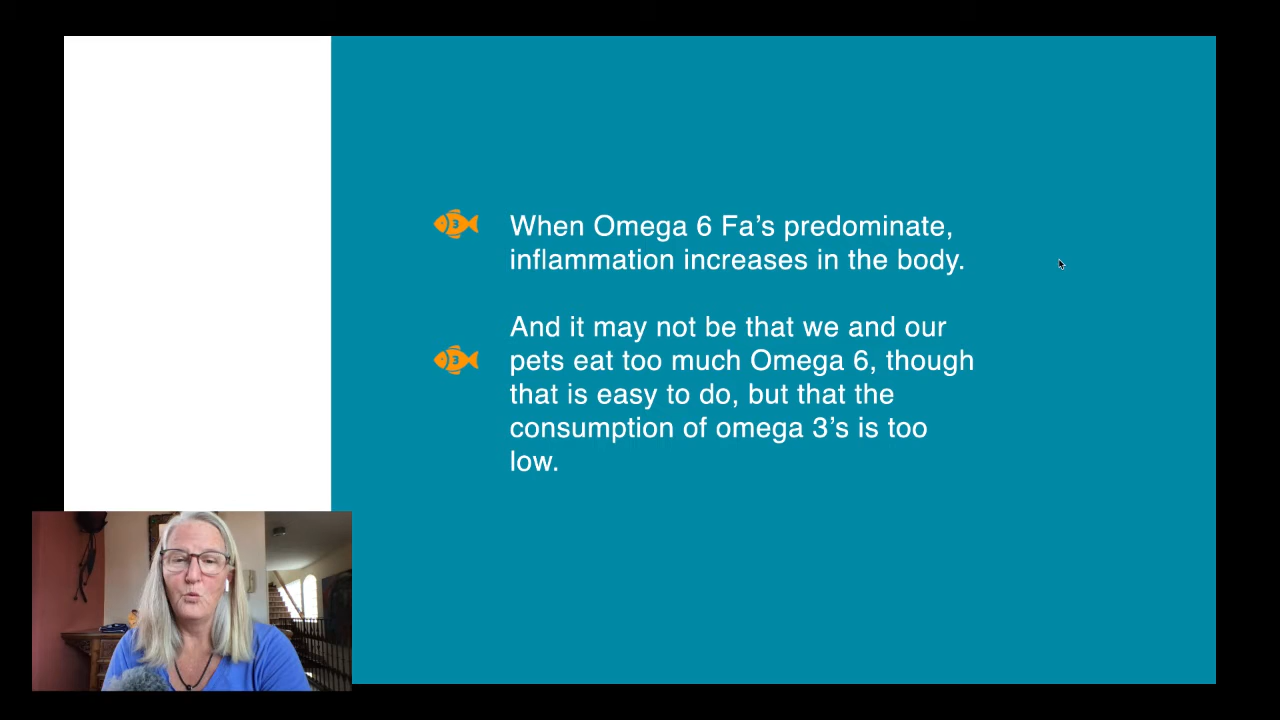 3
When Omega 6 Fa's predominate,
inflammation increases in the body.
3
And it may not be that we and our
pets eat too much Omega 6, though
that is easy to do, but that the
consumption of omega 3’s is too
low.